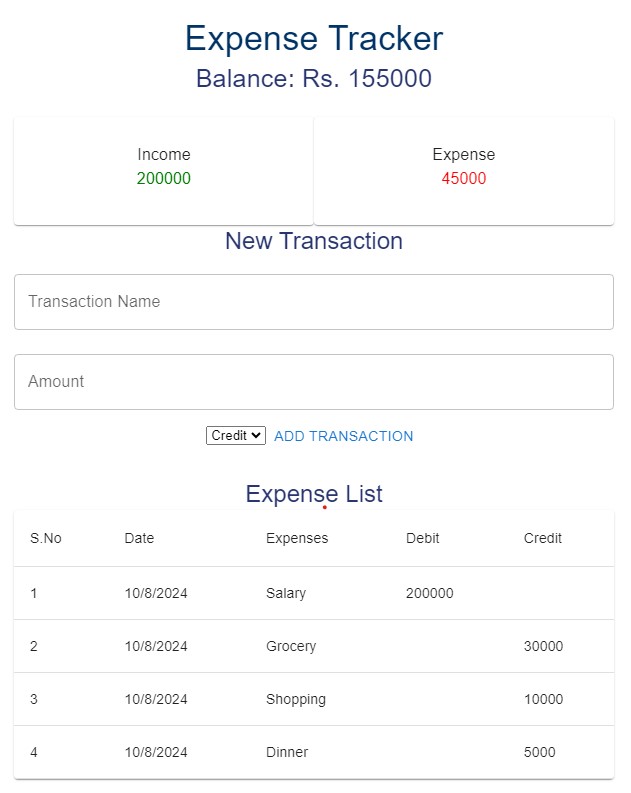 Expense Tracker
Balance: Rs. 155000
Income Expense
200000 45000
New Transaction
Transaction Name
Amount
Credit ADD TRANSACTION
Expense List
S.No Date Expenses Debit Credit
1 10/8/2024 Salary 200000
2 10/8/2024 Grocery 30000
3 10/8/2024 Shopping 10000
4 10/8/2024 Dinner 5000